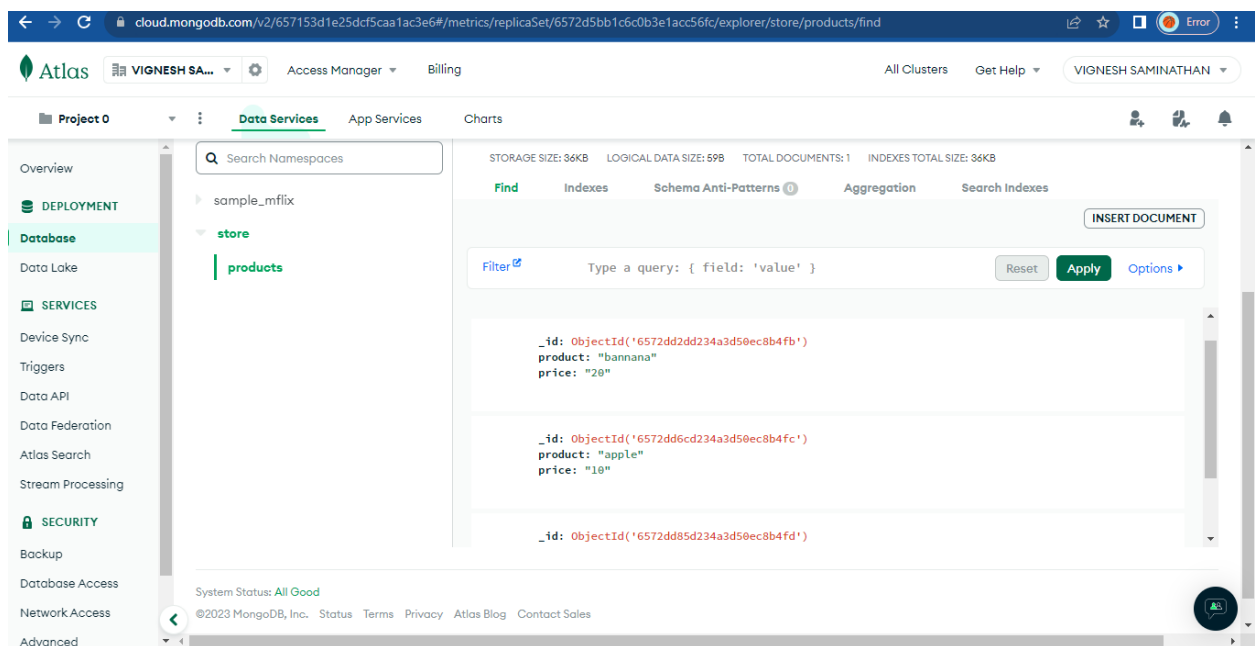 cloud.mongodb.com/v2/657153d1e25dcf5caa1ac3e6#/metrics/replicaSet/6572d5bb1c6c0b3e1acc56fc/explorer/store/products/find Error
Atlas VIGNESH SA... Access Manager Billing All Clusters Get Help VIGNESH SAMINATHAN
Project 0 Data Services App Services Charts
Overview
DEPLOYMENT
Database
Data Lake
SERVICES
Device Sync
Triggers
Data API
Data Federation
Atlas Search
Stream Processing
SECURITY
Backup
Database Access
Network Access
Advanced
Search Namespaces
sample_mflix
store
products
STORAGE SIZE: 36KB LOGICAL DATA SIZE: 59B TOTAL DOCUMENTS: 1 INDEXES TOTAL SIZE: 36KB
Find Indexes Schema Anti-Patterns 0 Aggregation Search Indexes
INSERT DOCUMENT
Filter Type a query: { field: 'value' } Reset Apply Options
_id: ObjectId('6572dd2dd234a3d50ec8b4fb')
product: "bannana"
price: "20"
_id: ObjectId('6572dd6cd234a3d50ec8b4fc')
product: "apple"
price: "10"
_id: ObjectId('6572dd85d234a3d50ec8b4fd')
System Status: All Good
©2023 MongoDB, Inc. Status Terms Privacy Atlas Blog Contact Sales